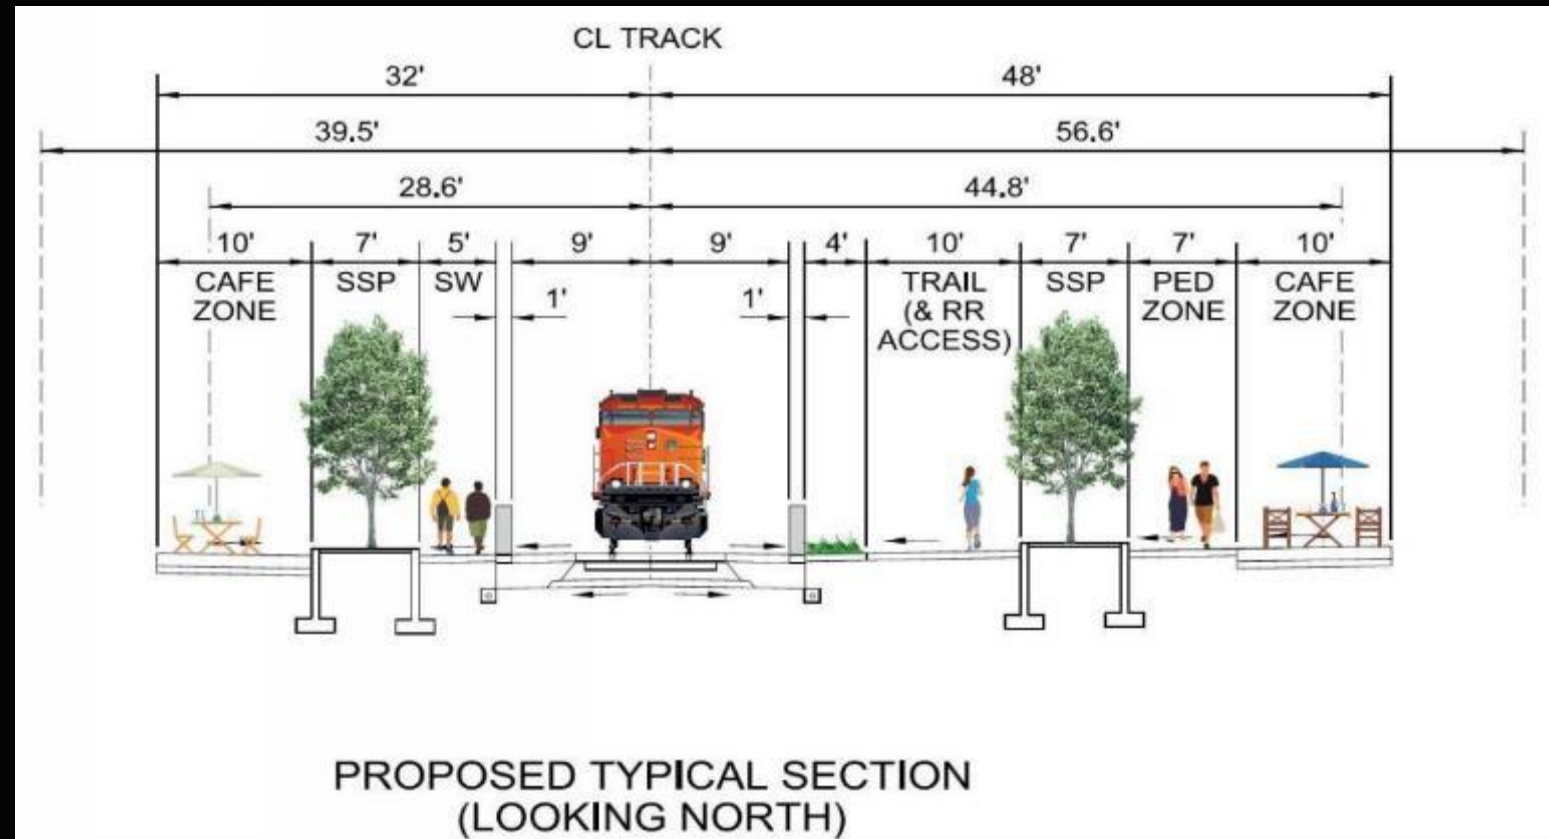 CL TRACK
32' 48'
39.5' 56.6'
28.6' 44.8'
10' 7' 5' 9' 9' 4' 10' 7' 7' 10'
CAFE ZONE
SSP
SW
1'
1'
TRAIL
(& RR
ACCESS)
SSP
PED
ZONE
CAFE
ZONE
PROPOSED TYPICAL SECTION
(LOOKING NORTH)